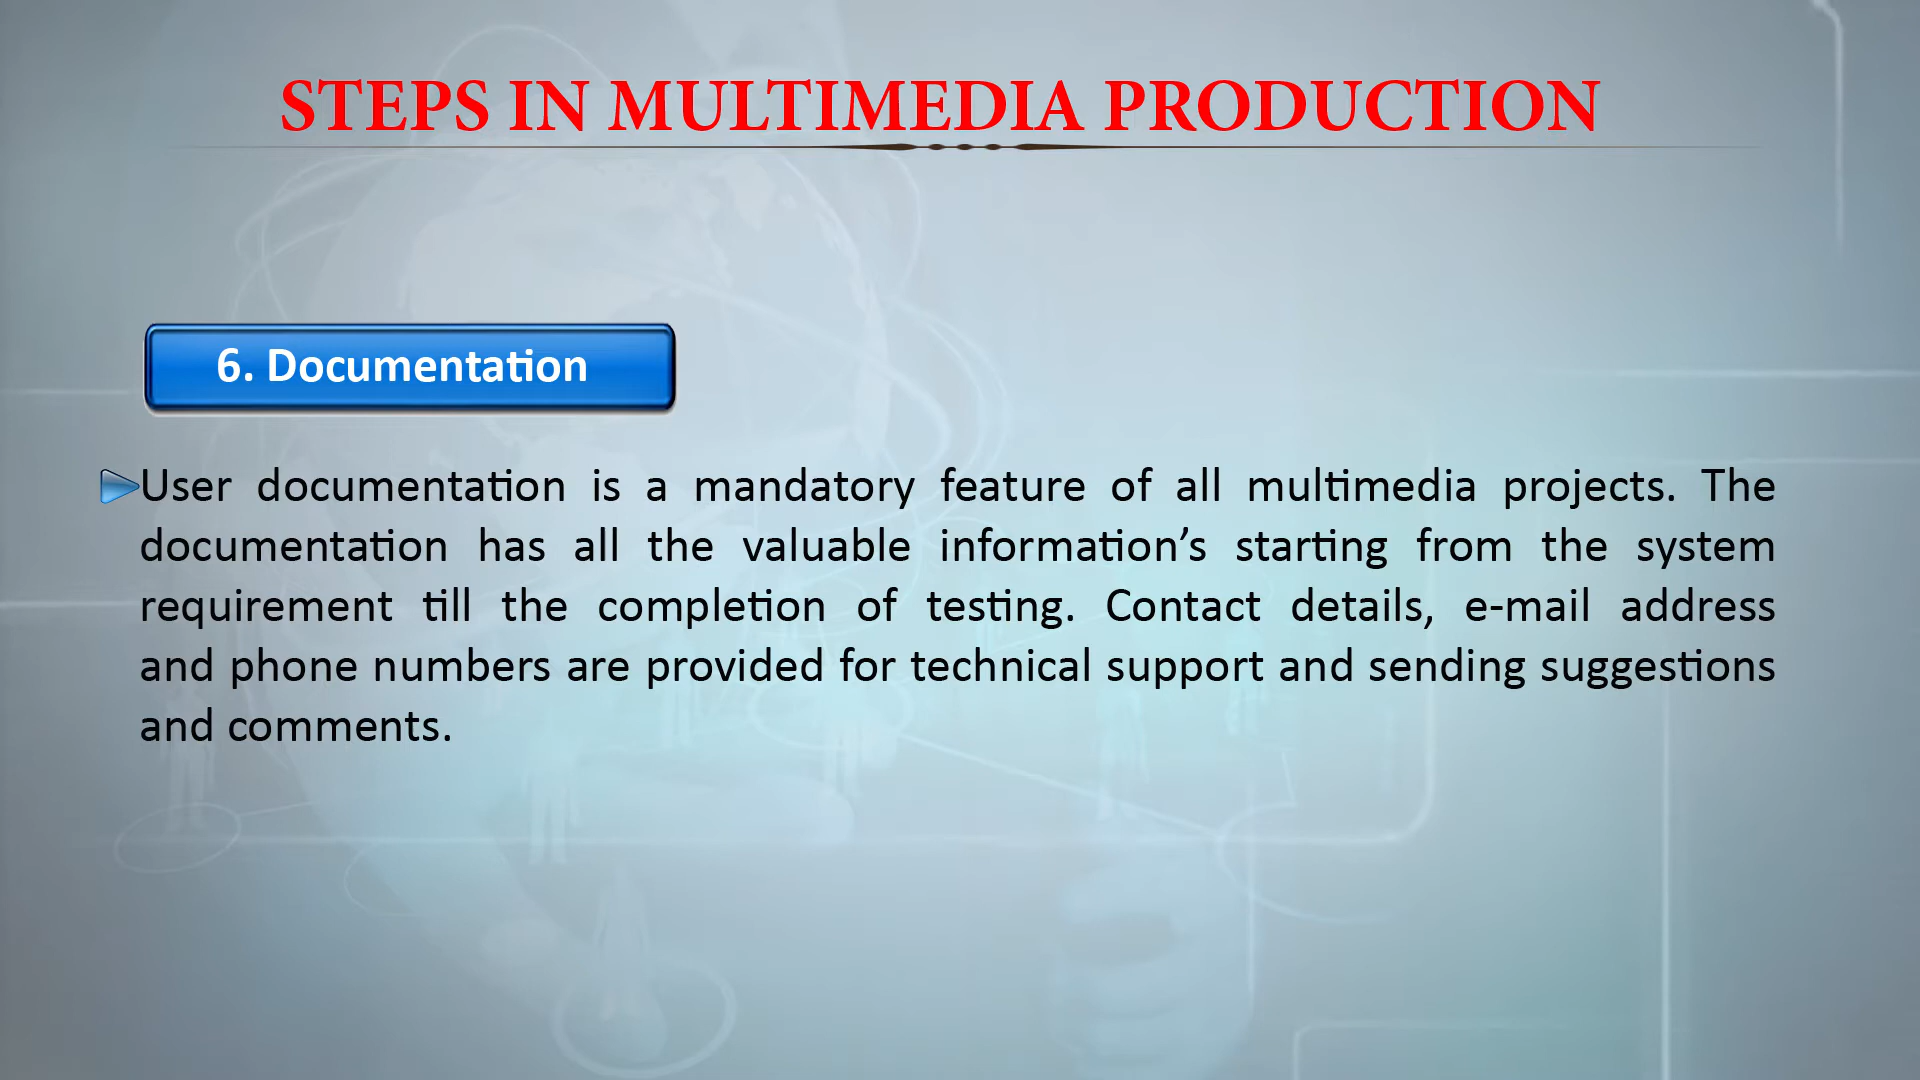 STEPS IN MULTIMEDIA PRODUCTION
6. Documentation
User documentation is a mandatory feature of all multimedia projects. The
documentation has all the valuable information’s starting from the system
requirement till the completion of testing. Contact details, e-mail address
and phone numbers are provided for technical support and sending suggestions
and comments.